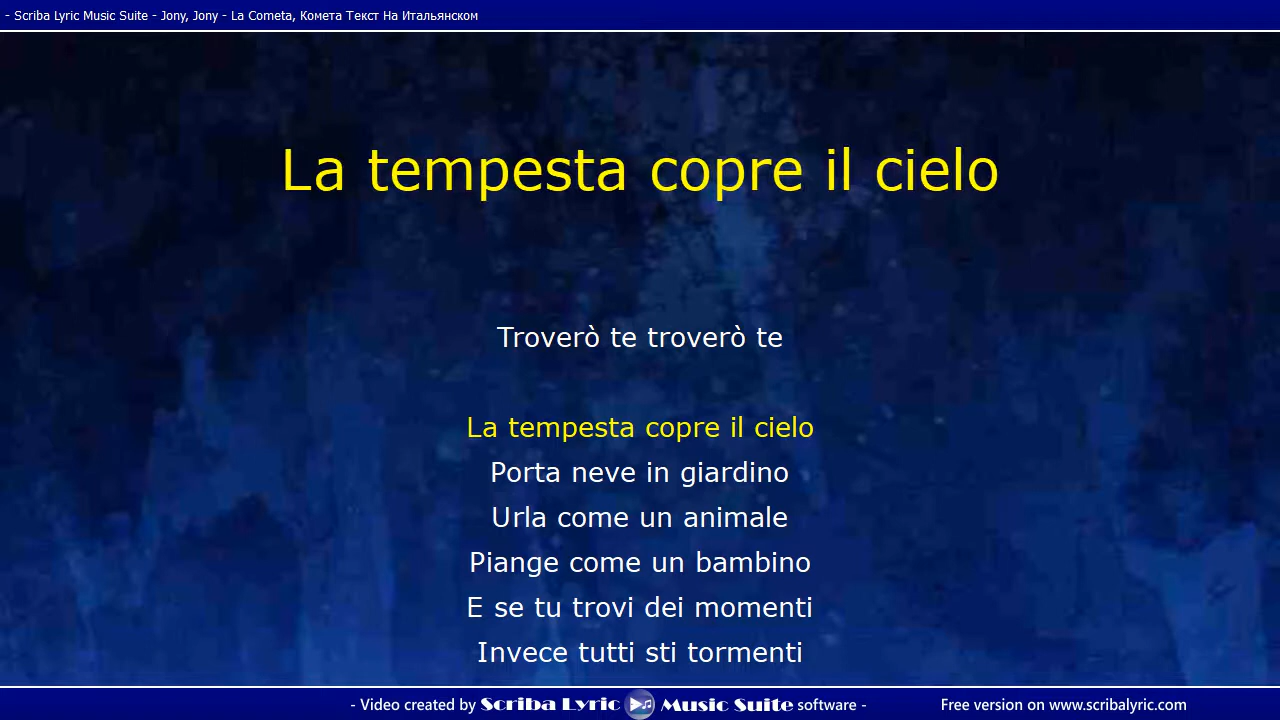 - Scriba Lyric Music Suite - Jony, Jony - La Cometa, Комета Текст На Итальянском
La tempesta copre il cielo
Troverò te troverò te
La tempesta copre il cielo
Porta neve in giardino
Urla come un animale
Piange come un bambino
E se tu trovi dei momenti
Invece tutti sti tormenti
- Video created by Scriba Lyric Music Suite software - Free version on www.scribalyric.com